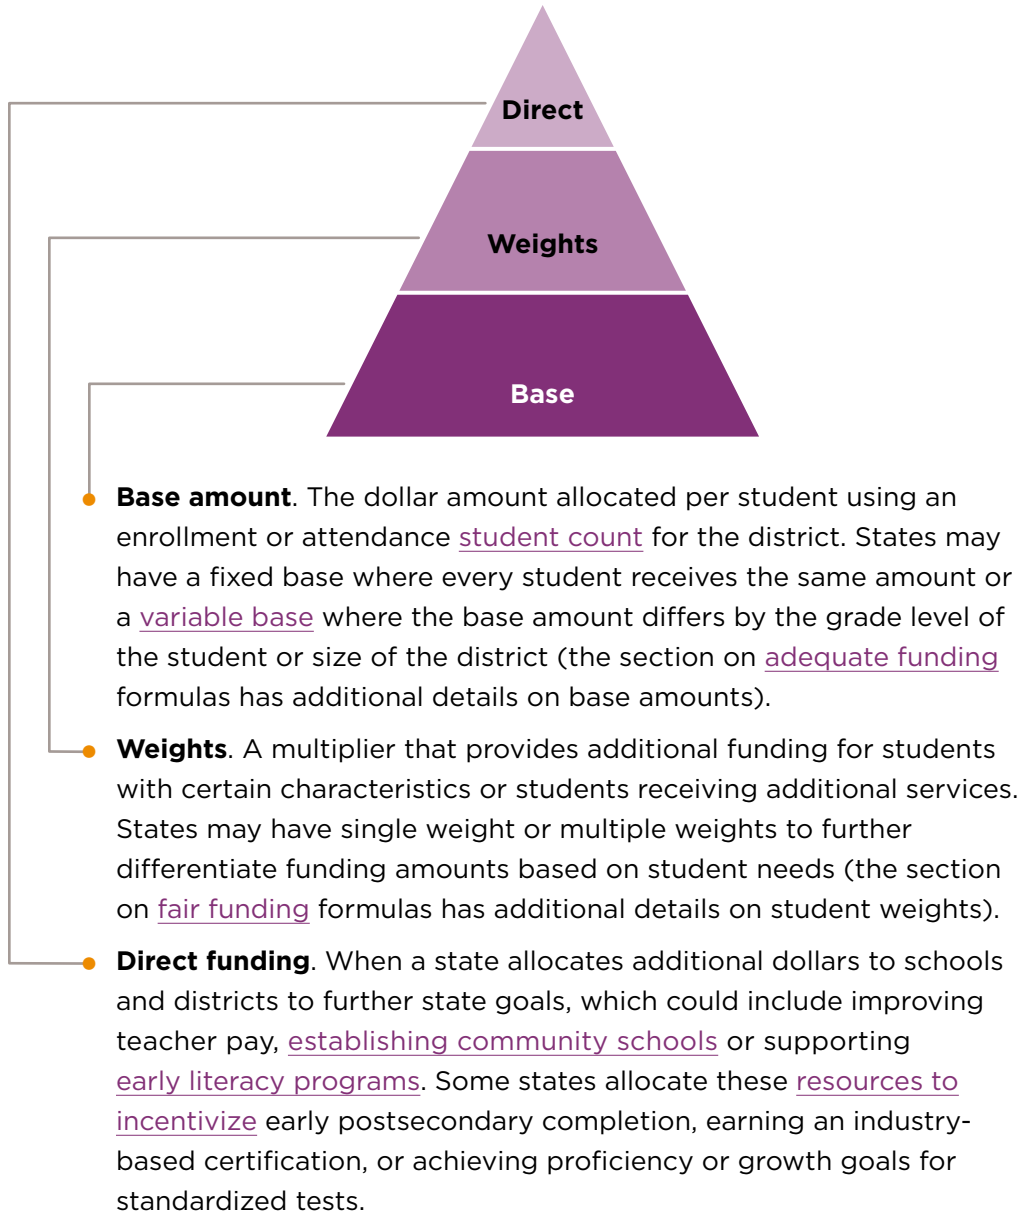 Direct
Weights
Base
Base amount. The dollar amount allocated per student using an
enrollment or attendance student count for the district. States may
have a fixed base where every student receives the same amount or
a variable base where the base amount differs by the grade level of
the student or size of the district (the section on adequate funding
formulas has additional details on base amounts).
Weights. A multiplier that provides additional funding for students
with certain characteristics or students receiving additional services.
States may have single weight or multiple weights to further
differentiate funding amounts based on student needs (the section
on fair funding formulas has additional details on student weights).
Direct funding. When a state allocates additional dollars to schools
and districts to further state goals, which could include improving
teacher pay, establishing community schools or supporting
early literacy programs. Some states allocate these resources to
incentivize early postsecondary completion, earning an industry-
based certification, or achieving proficiency or growth goals for
standardized tests.